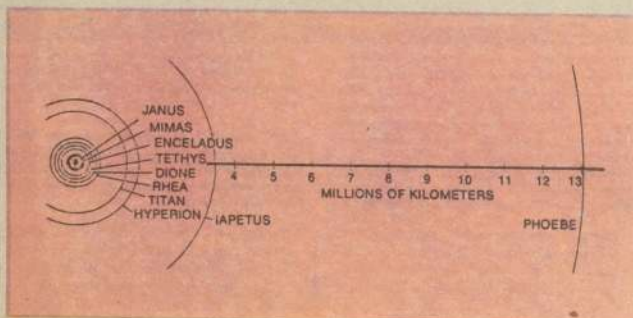 JANUS
MIMAS
ENCELADUS
TETHYS
DIONE
RHEA
TITAN
HYPERION
IAPETUS
4 5 6 7 8 9 10 11 12 13
MILLIONS OF KILOMETERS
PHOEBE